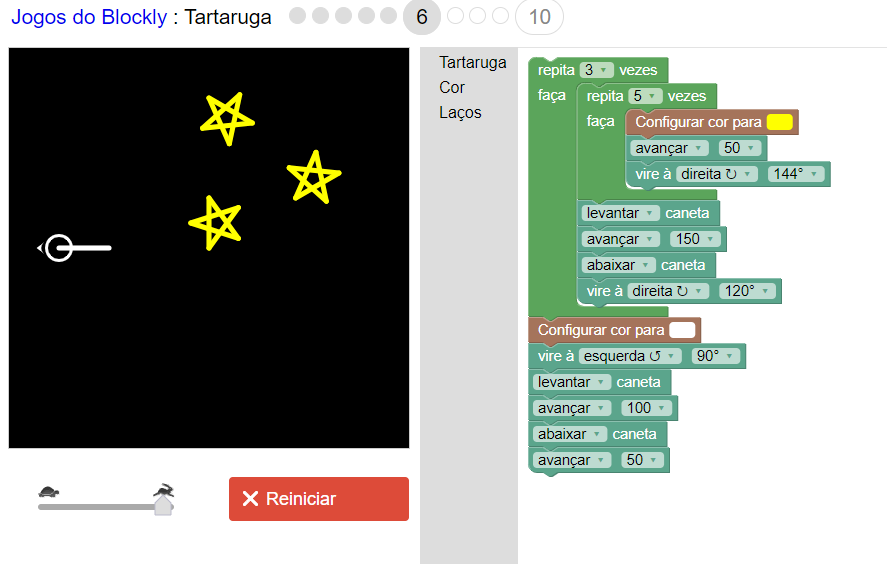 Jogos do Blockly : Tartaruga 6 10
Tartaruga
Cor
Laços
repita 3 vezes
faça repita 5 vezes
faça Configurar cor para
avançar 50
vire à direita ↻ 144°
levantar caneta
avançar 150
abaixar caneta
vire à direita ↻ 120°
Configurar cor para
vire à esquerda ↺ 90°
levantar caneta
avançar 100
abaixar caneta
avançar 50
Reiniciar